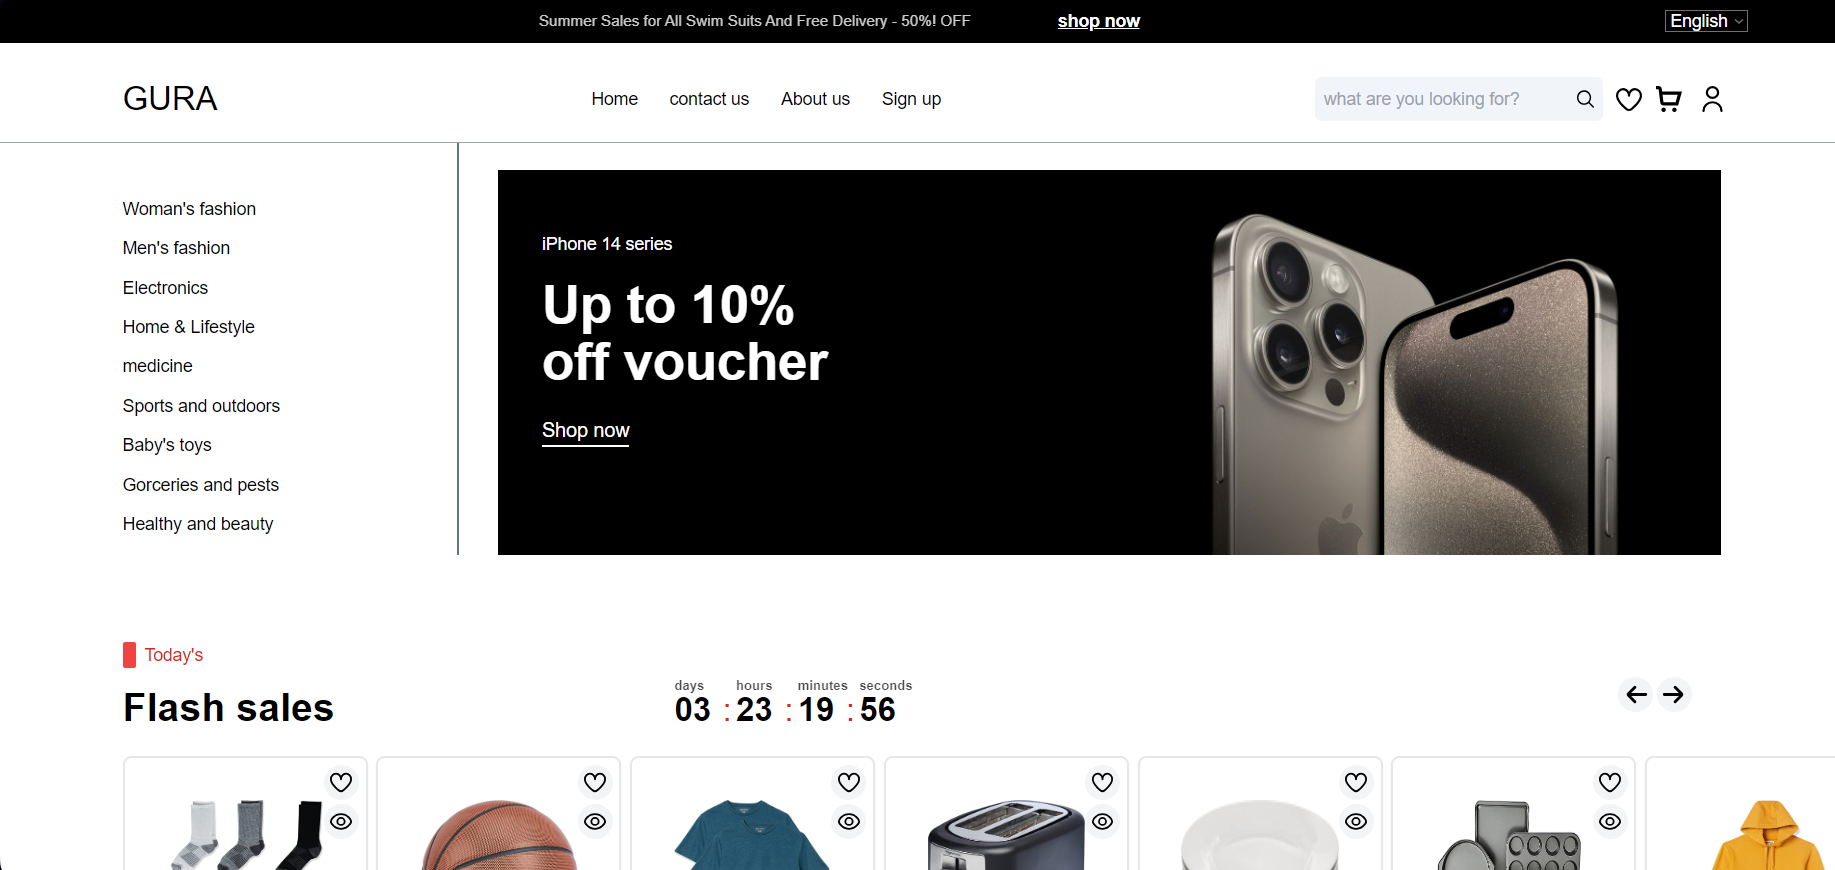 Summer Sales for All Swim Suits And Free Delivery - 50%! OFF
shop now
English
GURA
Home
contact us
About us
Sign up
what are you looking for?
Woman's fashion
Men's fashion
Electronics
Home & Lifestyle
medicine
Sports and outdoors
Baby's toys
Gorceries and pests
Healthy and beauty
iPhone 14 series
Up to 10%
off voucher
Shop now
Today's
Flash sales
days hours minutes seconds
03 : 23 : 19 : 56